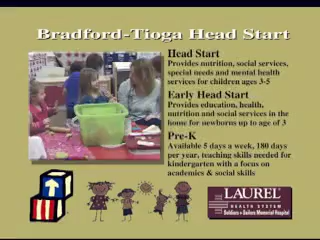 Bradford-Tioga Head Start
Head Start
Provides nutrition, social services,
special needs and mental health
services for children ages 3-5
Early Head Start
Provides education, health,
nutrition and social services in the
home for newborns up to age of 3
Pre-K
Available 5 days a week, 180 days
per year, teaching skills needed for
kindergarten with a focus on
academics & social skills
LAUREL
HEALTH SYSTEM
Soldiers + Sailors Memorial Hospital